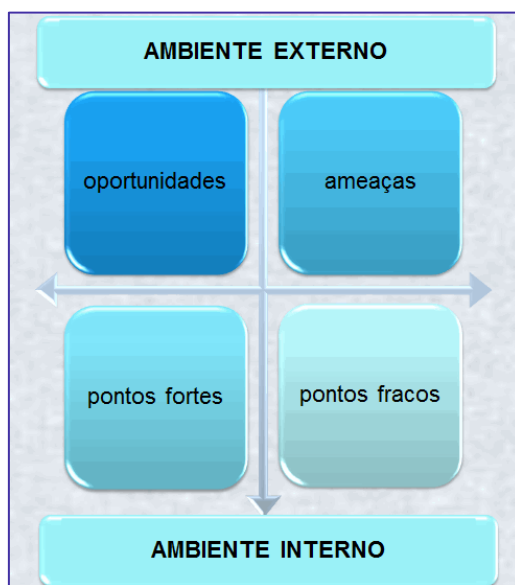 AMBIENTE EXTERNO
oportunidades
ameaças
pontos fortes
pontos fracos
AMBIENTE INTERNO